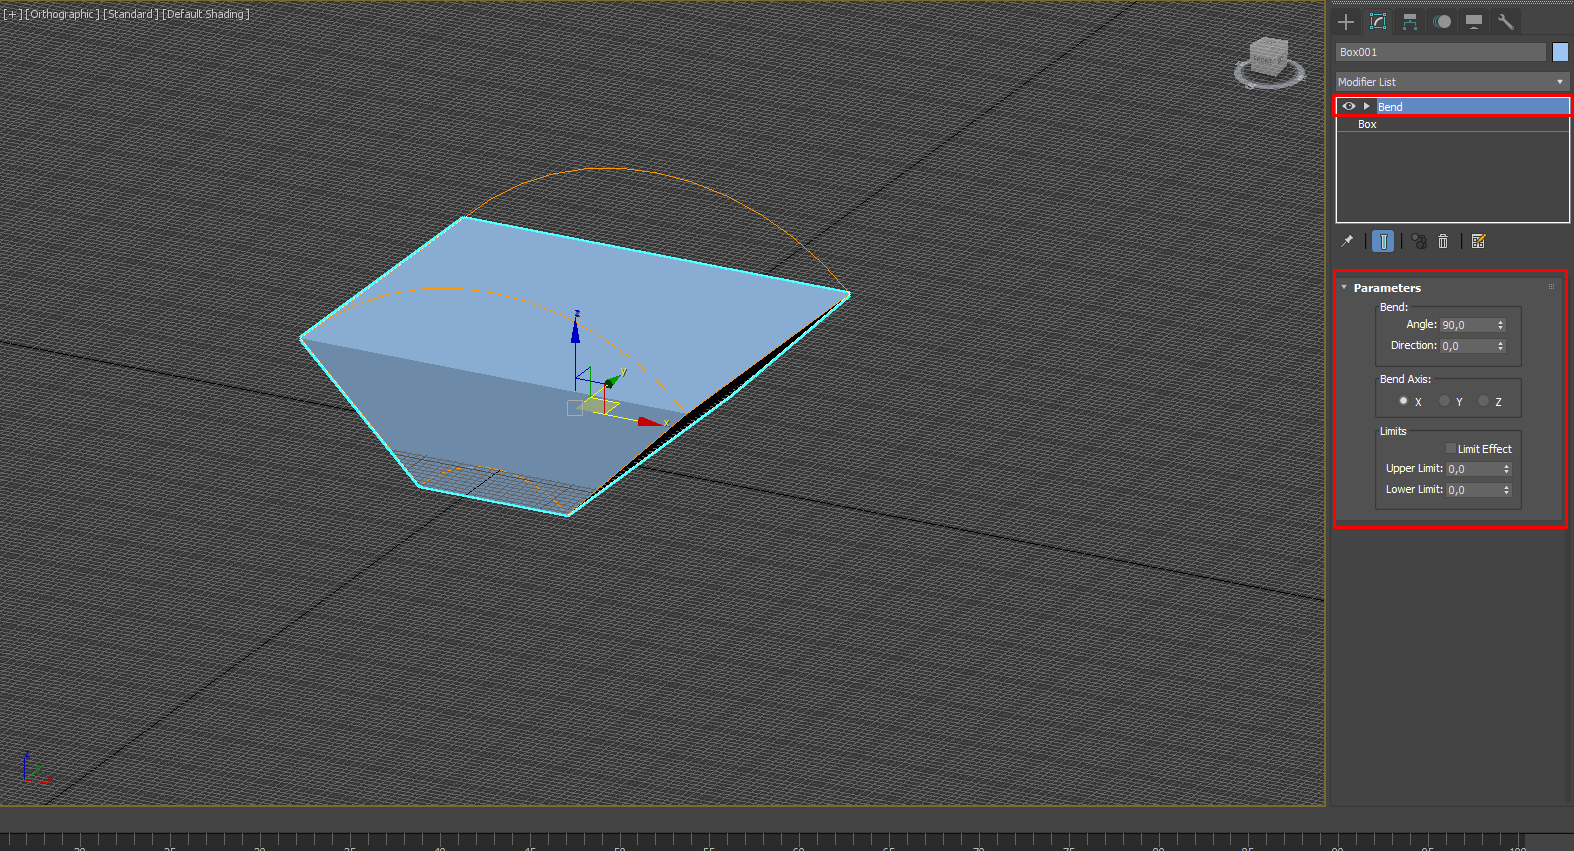 [+] [Orthographic] [Standard] [Default Shading]
Box001
Modifier List
Bend
Box
Parameters
Bend:
Angle: 90,0
Direction: 0,0
Bend Axis:
X Y Z
Limits
Limit Effect
Upper Limit: 0,0
Lower Limit: 0,0
z
y
x